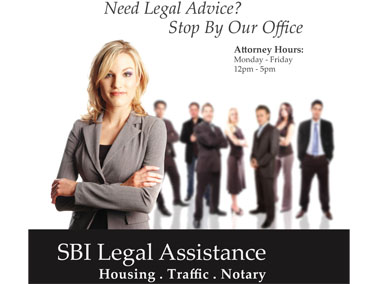 Need Legal Advice?
Stop By Our Office
Attorney Hours:
Monday - Friday
12pm - 5pm
SBI Legal Assistance
Housing . Traffic . Notary